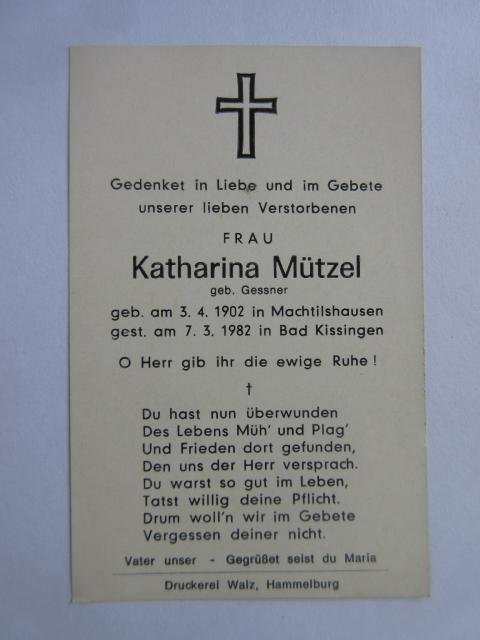 Gedenket in Liebe und im Gebete
unserer lieben Verstorbenen
FRAU
Katharina Mützel
geb. Gessner
geb. am 3. 4. 1902 in Machtilshausen
gest. am 7. 3. 1982 in Bad Kissingen
O Herr gib ihr die ewige Ruhe !
†
Du hast nun überwunden
Des Lebens Müh' und Plag'
Und Frieden dort gefunden,
Den uns der Herr versprach.
Du warst so gut im Leben,
Tatst willig deine Pflicht.
Drum woll'n wir im Gebete
Vergessen deiner nicht.
Vater unser - Gegrüßet seist du Maria
Druckerei Walz, Hammelburg